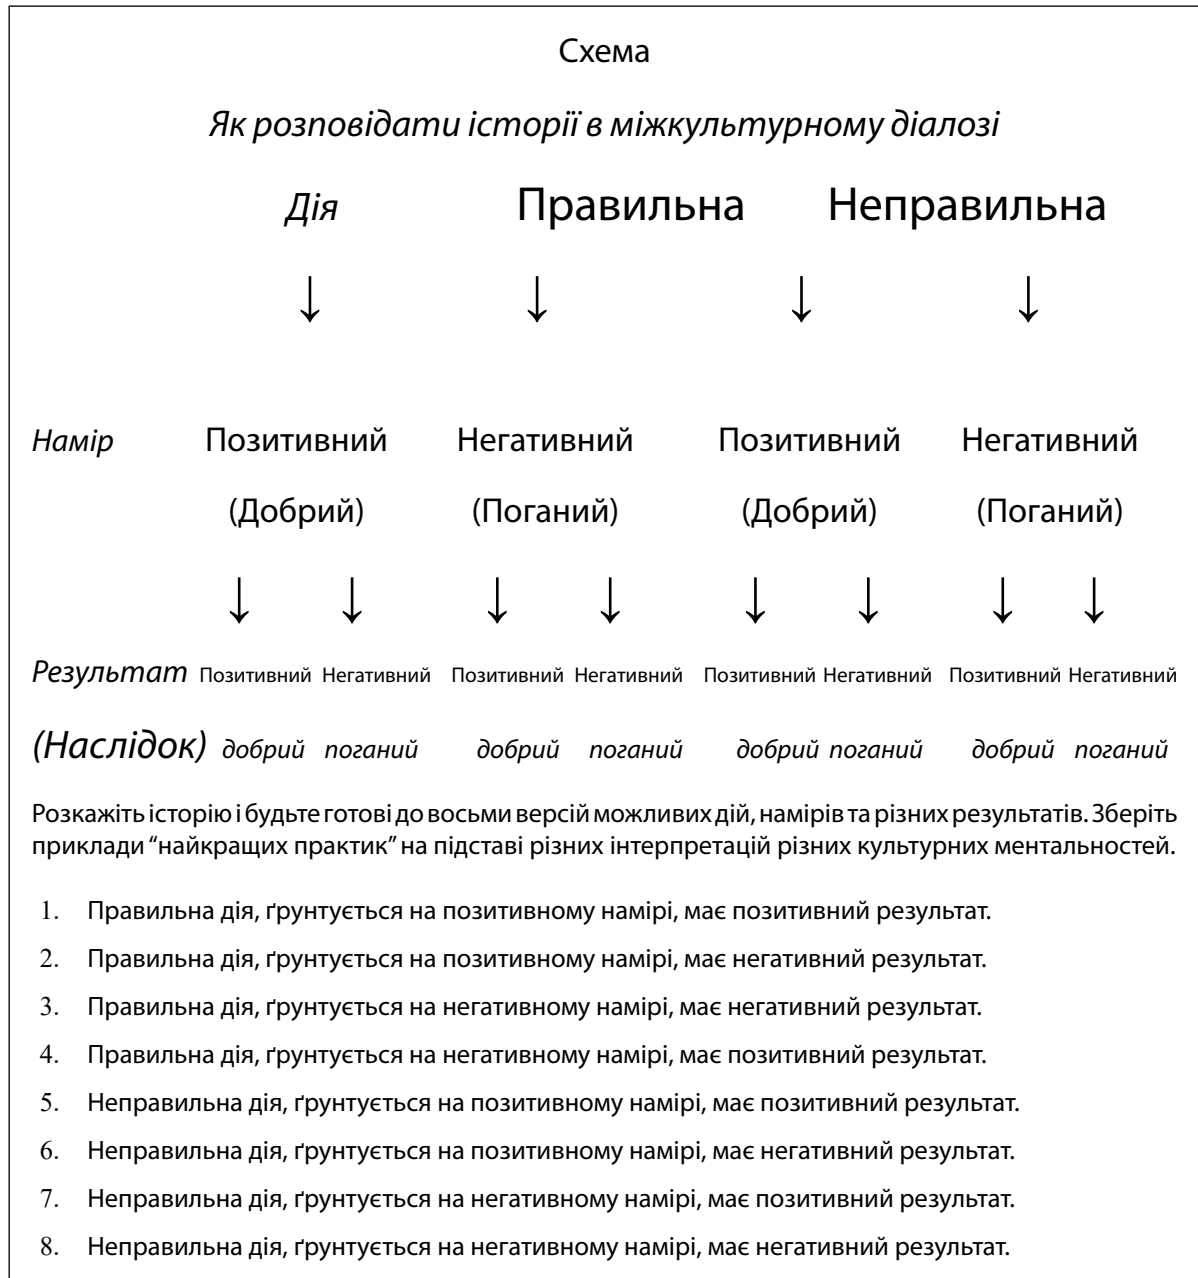 Схема
Як розповідати історії в міжкультурному діалозі
Дія Правильна Неправильна
↓ ↓ ↓ ↓
Намір Позитивний Негативний Позитивний Негативний
(Добрий) (Поганий) (Добрий) (Поганий)
↓ ↓ ↓ ↓ ↓ ↓ ↓ ↓
Результат Позитивний Негативний Позитивний Негативний Позитивний Негативний Позитивний Негативний
(Наслідок) добрий поганий добрий поганий добрий поганий добрий поганий
Розкажіть історію і будьте готові до восьми версій можливих дій, намірів та різних результатів. Зберіть
приклади “найкращих практик” на підставі різних інтерпретацій різних культурних ментальностей.
1. Правильна дія, ґрунтується на позитивному намірі, має позитивний результат.
2. Правильна дія, ґрунтується на позитивному намірі, має негативний результат.
3. Правильна дія, ґрунтується на негативному намірі, має негативний результат.
4. Правильна дія, ґрунтується на негативному намірі, має позитивний результат.
5. Неправильна дія, ґрунтується на позитивному намірі, має позитивний результат.
6. Неправильна дія, ґрунтується на позитивному намірі, має негативний результат.
7. Неправильна дія, ґрунтується на негативному намірі, має позитивний результат.
8. Неправильна дія, ґрунтується на негативному намірі, має негативний результат.